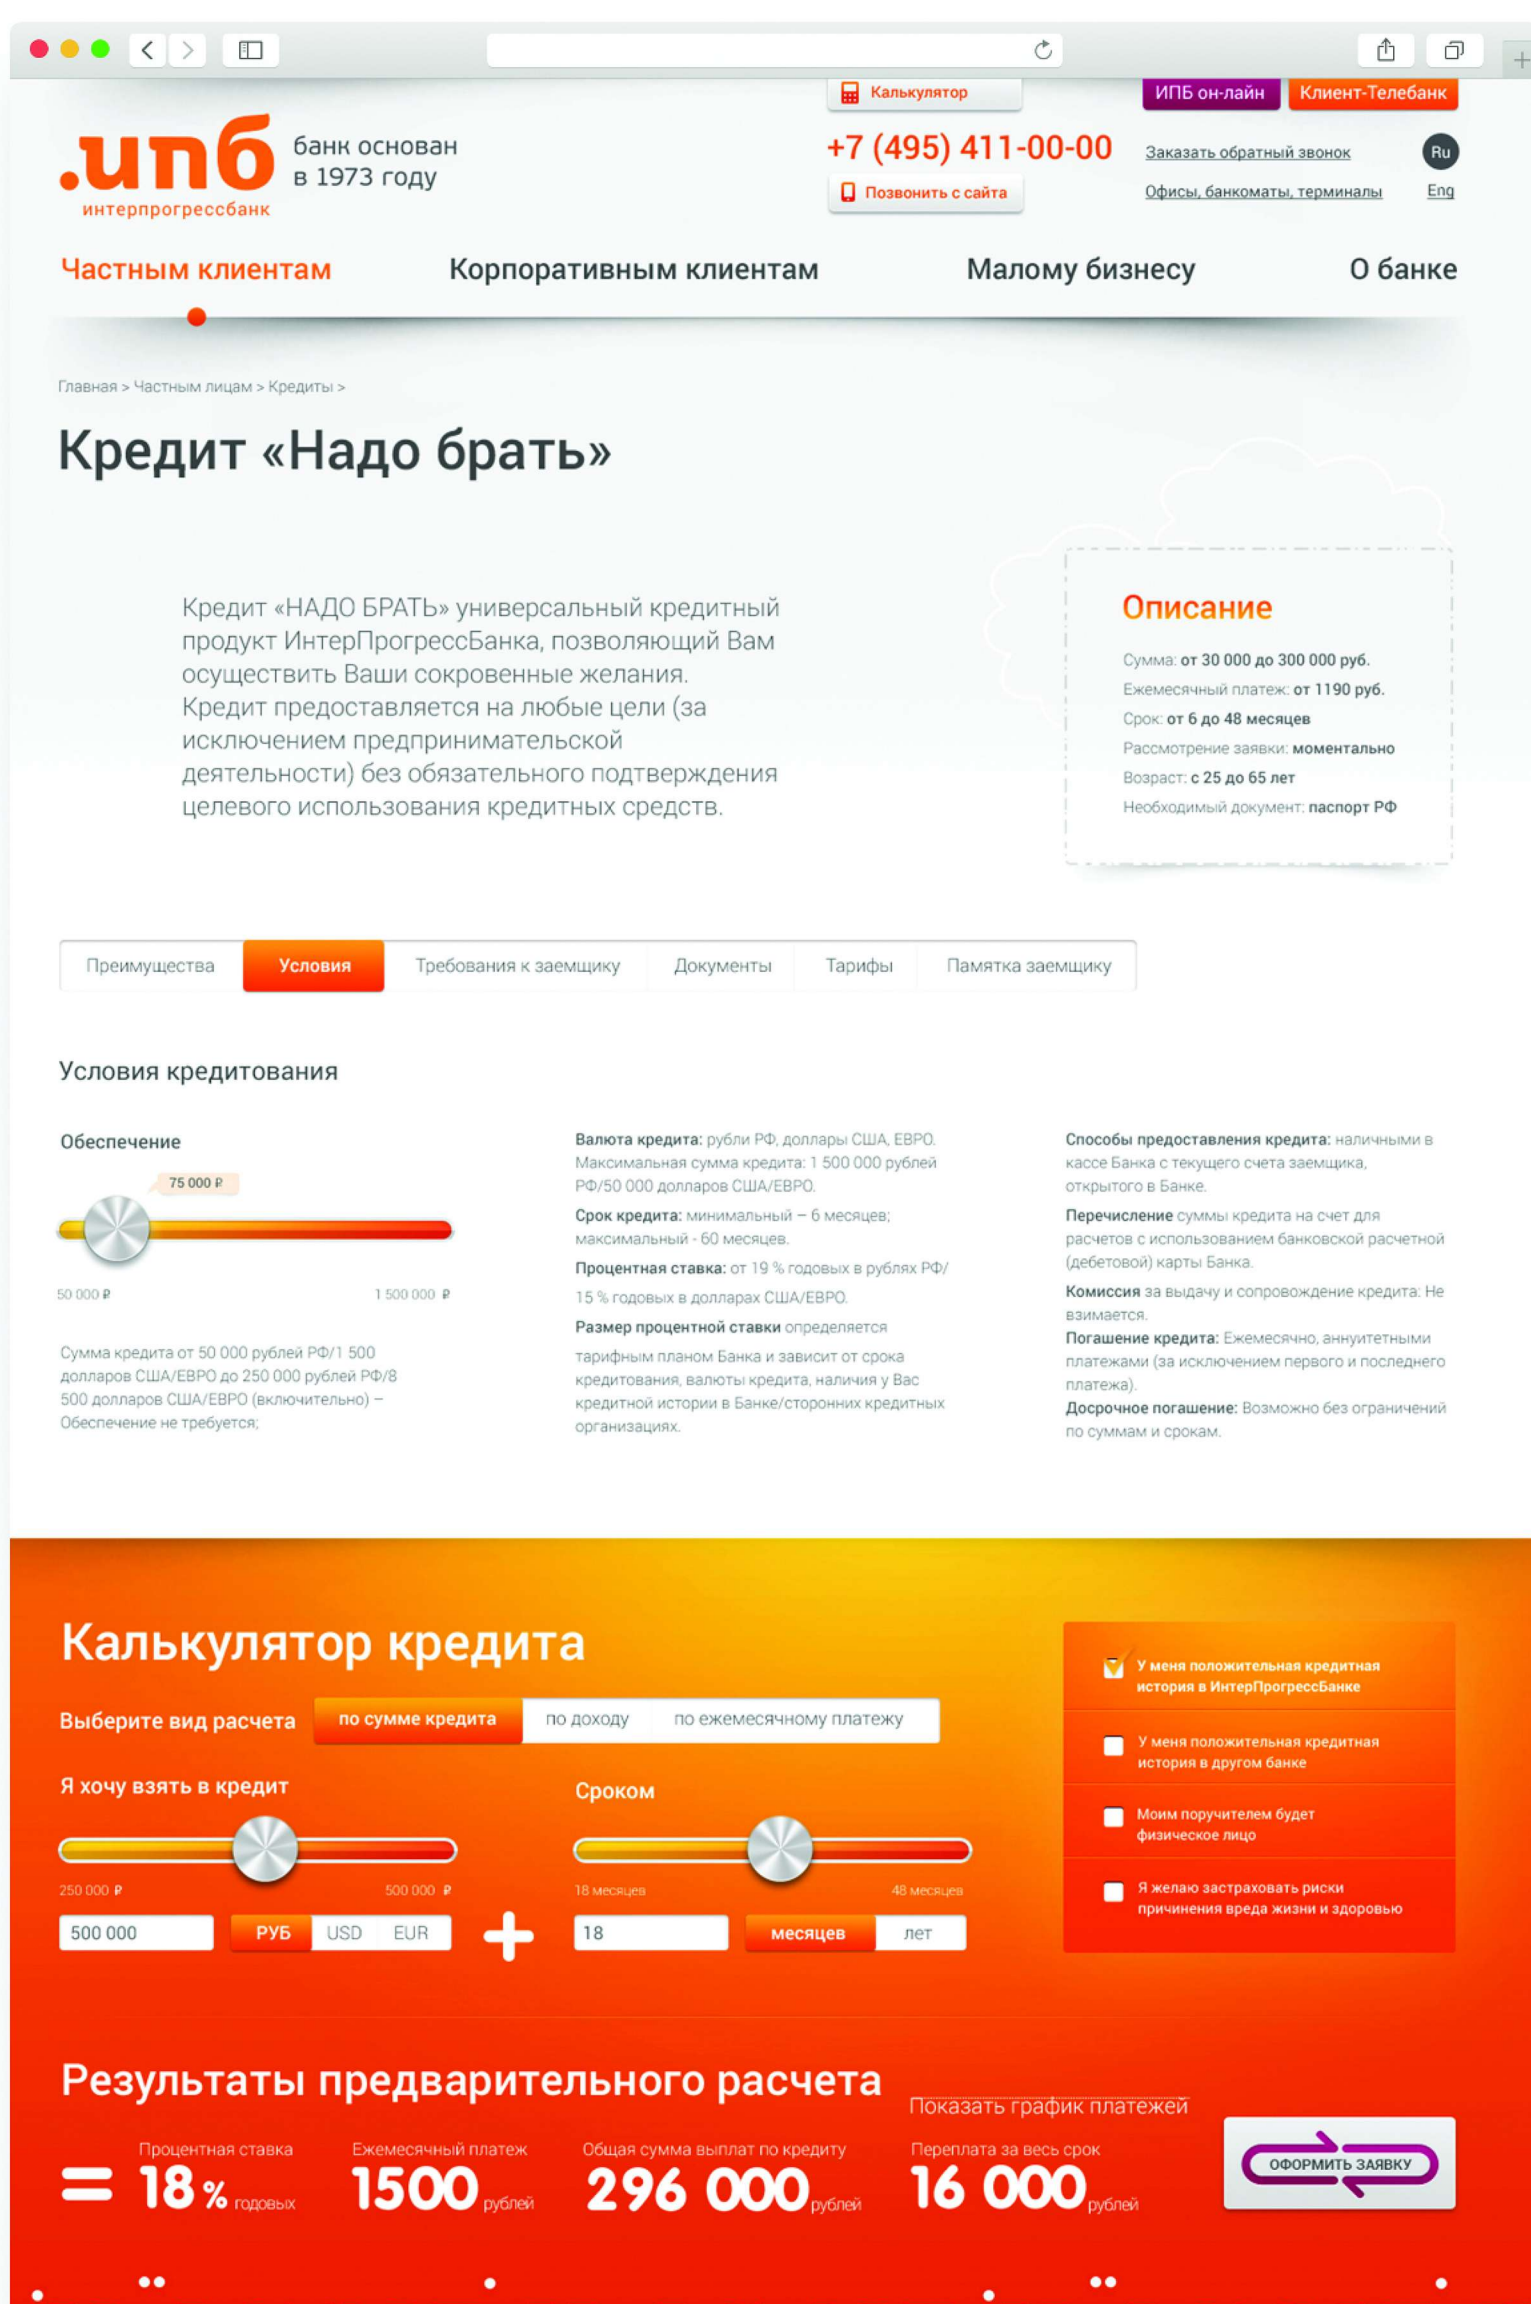 Калькулятор
ИПБ он-лайн
Клиент-Телебанк
.ипб
интерпрогрессбанк
банк основан
в 1973 году
+7 (495) 411-00-00
Позвонить с сайта
Заказать обратный звонок
Ru
Офисы, банкоматы, терминалы
Eng
Частным клиентам
Корпоративным клиентам
Малому бизнесу
О банке
Главная > Частным лицам > Кредиты >
Кредит «Надо брать»
Кредит «НАДО БРАТЬ» универсальный кредитный
продукт ИнтерПрогрессБанка, позволяющий Вам
осуществить Ваши сокровенные желания.
Кредит предоставляется на любые цели (за
исключением предпринимательской
деятельности) без обязательного подтверждения
целевого использования кредитных средств.
Описание
Сумма: от 30 000 до 300 000 руб.
Ежемесячный платеж: от 1190 руб.
Срок: от 6 до 48 месяцев
Рассмотрение заявки: моментально
Возраст: с 25 до 65 лет
Необходимый документ: паспорт РФ
Преимущества
Условия
Требования к заемщику
Документы
Тарифы
Памятка заемщику
Условия кредитования
Обеспечение
75 000 ₽
50 000 ₽
1 500 000 ₽
Сумма кредита от 50 000 рублей РФ/1 500
долларов США/ЕВРО до 250 000 рублей РФ/8
500 долларов США/ЕВРО (включительно) –
Обеспечение не требуется;
Валюта кредита: рубли РФ, доллары США, ЕВРО.
Максимальная сумма кредита: 1 500 000 рублей
РФ/50 000 долларов США/ЕВРО.
Срок кредита: минимальный – 6 месяцев;
максимальный - 60 месяцев.
Процентная ставка: от 19 % годовых в рублях РФ/
15 % годовых в долларах США/ЕВРО.
Размер процентной ставки определяется
тарифным планом Банка и зависит от срока
кредитования, валюты кредита, наличия у Вас
кредитной истории в Банке/сторонних кредитных
организациях.
Способы предоставления кредита: наличными в
кассе Банка с текущего счета заемщика,
открытого в Банке.
Перечисление суммы кредита на счет для
расчетов с использованием банковской расчетной
(дебетовой) карты Банка.
Комиссия за выдачу и сопровождение кредита: Не
взимается.
Погашение кредита: Ежемесячно, аннуитетными
платежами (за исключением первого и последнего
платежа).
Досрочное погашение: Возможно без ограничений
по суммам и срокам.
Калькулятор кредита
Выберите вид расчета
по сумме кредита
по доходу
по ежемесячному платежу
Я хочу взять в кредит
250 000 ₽
500 000 ₽
500 000
РУБ
USD
EUR
Сроком
18 месяцев
48 месяцев
18
месяцев
лет
У меня положительная кредитная
история в ИнтерПрогрессБанке
У меня положительная кредитная
история в другом банке
Моим поручителем будет
физическое лицо
Я желаю застраховать риски
причинения вреда жизни и здоровью
Результаты предварительного расчета
Показать график платежей
Процентная ставка
18 % годовых
Ежемесячный платеж
1500 рублей
Общая сумма выплат по кредиту
296 000 рублей
Переплата за весь срок
16 000 рублей
ОФОРМИТЬ ЗАЯВКУ